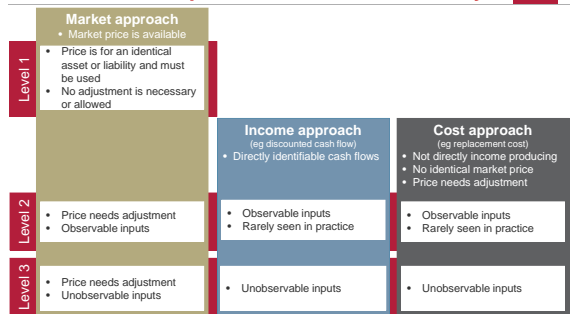 Market approach
• Market price is available
Level 1
• Price is for an identical
asset or liability and must
be used
• No adjustment is necessary
or allowed
Income approach
(eg discounted cash flow)
• Directly identifiable cash flows
Cost approach
(eg replacement cost)
• Not directly income producing
• No identical market price
• Price needs adjustment
Level 2
• Price needs adjustment
• Observable inputs
• Observable inputs
• Rarely seen in practice
• Observable inputs
• Rarely seen in practice
Level 3
• Price needs adjustment
• Unobservable inputs
• Unobservable inputs
• Unobservable inputs